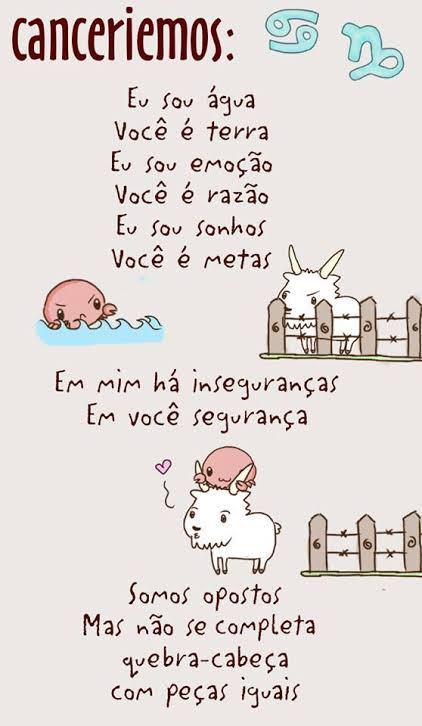 canceriemos:
Eu sou água
Você é terra
Eu sou emoção
Você é razão
Eu sou sonhos
Você é metas
Em mim há inseguranças
Em você segurança
Somos opostos
Mas não se completa
quebra-cabeça
com peças iguais